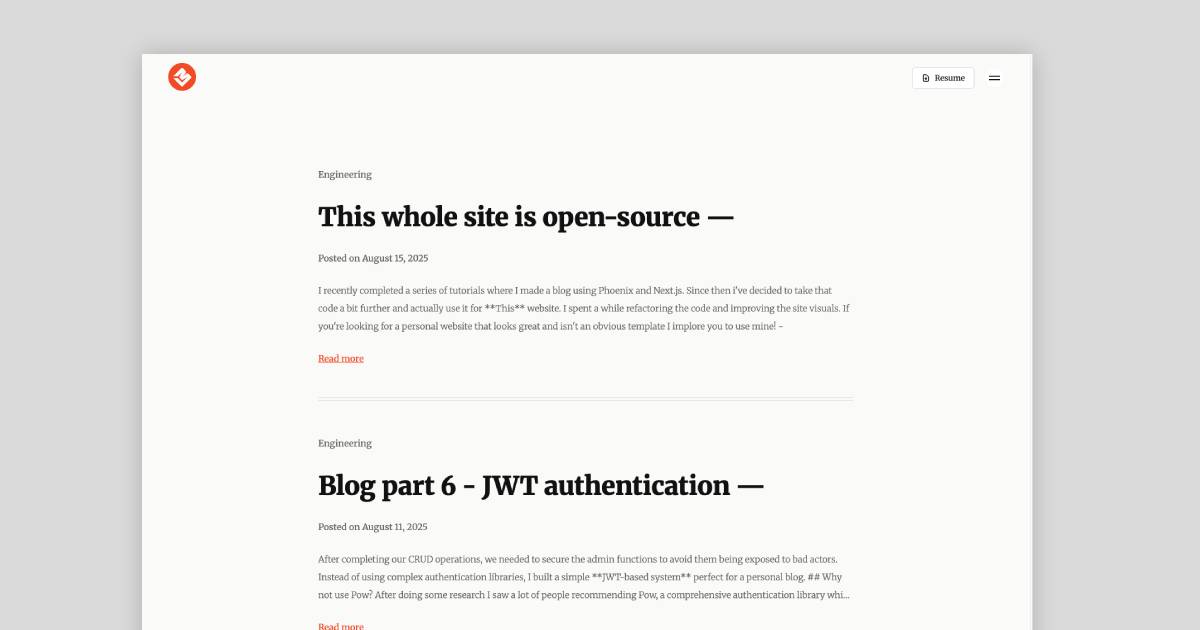 Resume
Engineering
This whole site is open-source —
Posted on August 15, 2025
I recently completed a series of tutorials where I made a blog using Phoenix and Next.js. Since then i've decided to take that
code a bit further and actually use it for **This** website. I spent a while refactoring the code and improving the site visuals. If
you're looking for a personal website that looks great and isn't an obvious template I implore you to use mine! -
Read more
Engineering
Blog part 6 - JWT authentication —
Posted on August 11, 2025
After completing our CRUD operations, we needed to secure the admin functions to avoid them being exposed to bad actors.
Instead of using complex authentication libraries, I built a simple **JWT-based system** perfect for a personal blog. ## Why
not use Pow? After doing some research I saw a lot of people recommending Pow, a comprehensive authentication library whi...
Read more